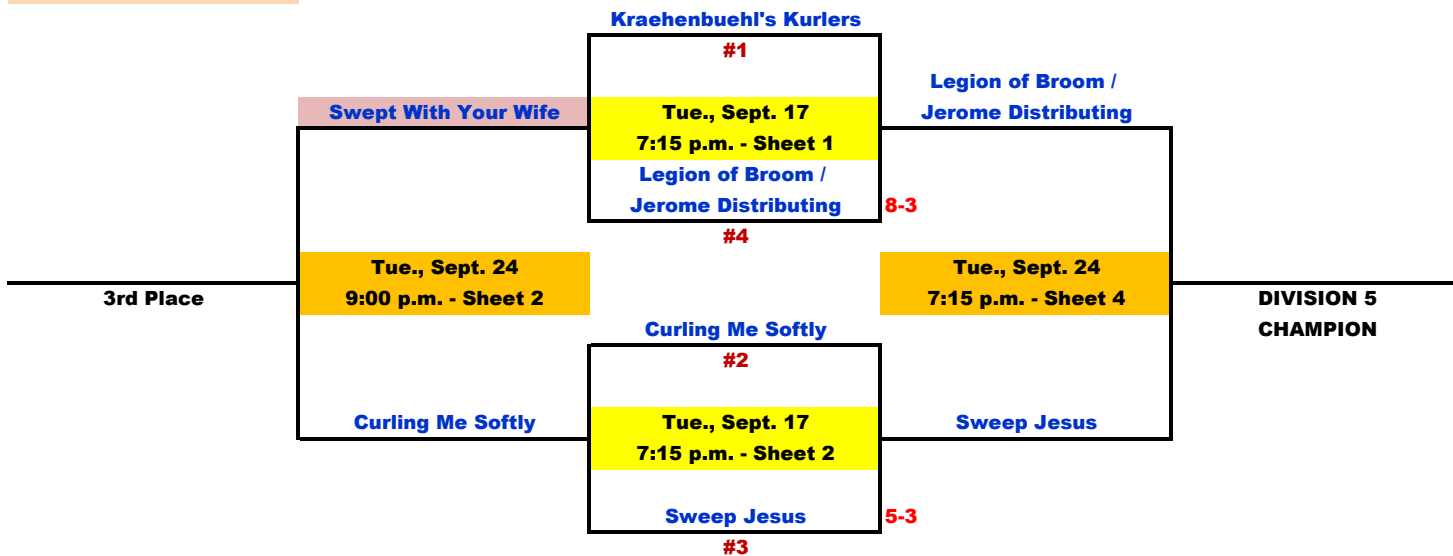 Kraehenbuehl's Kurlers
#1
Legion of Broom /
Swept With Your Wife
Tue., Sept. 17
Jerome Distributing
7:15 p.m. - Sheet 1
Legion of Broom /
Jerome Distributing
8-3
#4
Tue., Sept. 24
Tue., Sept. 24
3rd Place
9:00 p.m. - Sheet 2
7:15 p.m. - Sheet 4
DIVISION 5
Curling Me Softly
CHAMPION
#2
Curling Me Softly
Tue., Sept. 17
Sweep Jesus
7:15 p.m. - Sheet 2
Sweep Jesus
5-3
#3